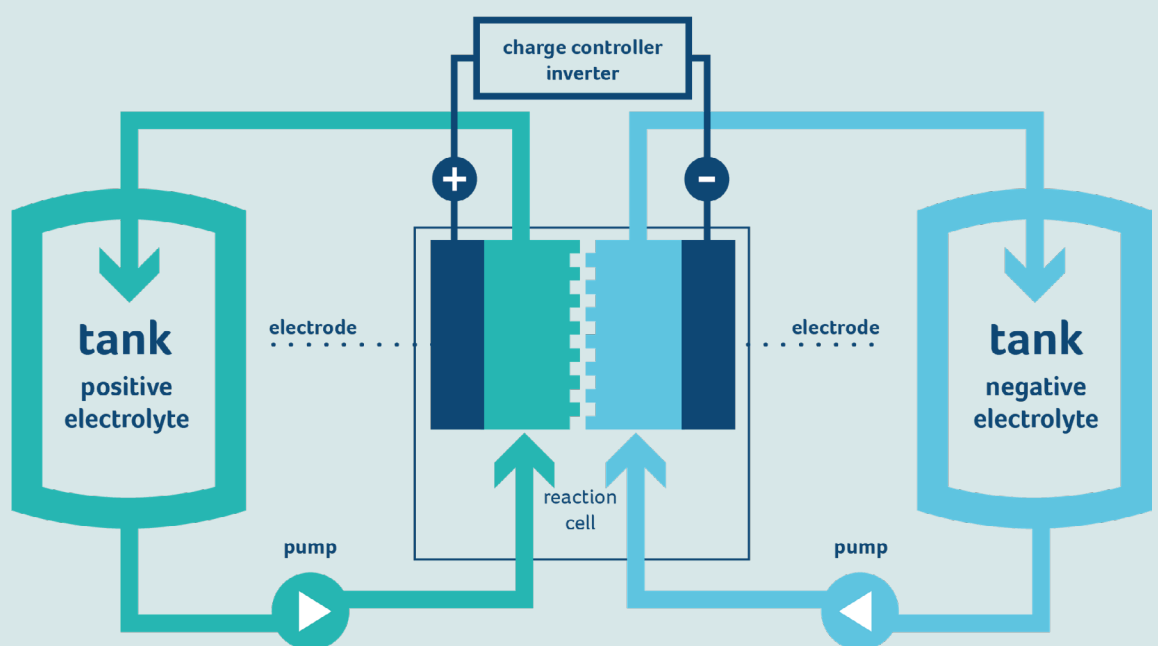 charge controller
inverter
+
-
electrode
electrode
tank
positive
electrolyte
tank
negative
electrolyte
reaction
cell
pump
pump